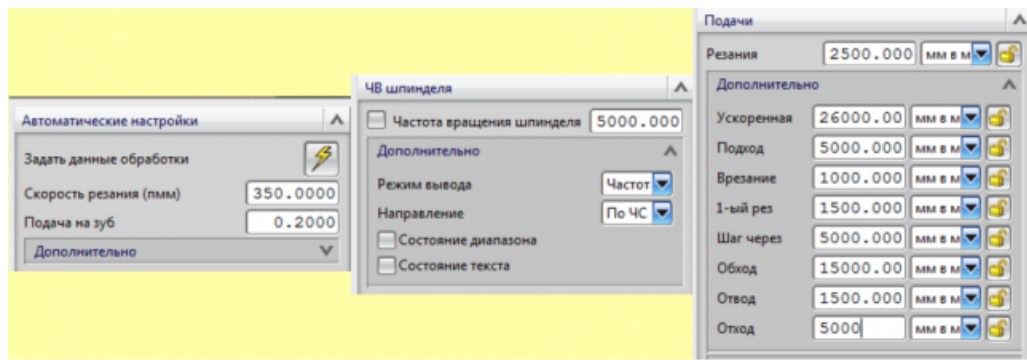 Автоматические настройки
Задать данные обработки
Скорость резания (пмм) 350.0000
Подача на зуб 0.2000
Дополнительно
ЧВ шпинделя
Частота вращения шпинделя 5000.000
Дополнительно
Режим вывода Частот
Направление По ЧС
Состояние диапазона
Состояние текста
Подачи
Резания 2500.000 мм в м
Дополнительно
Ускоренная 26000.00 мм в м
Подход 5000.000 мм в м
Врезание 1000.000 мм в м
1-ый рез 1500.000 мм в м
Шаг через 5000.000 мм в м
Обход 15000.00 мм в м
Отвод 1500.000 мм в м
Отход 5000 мм в м